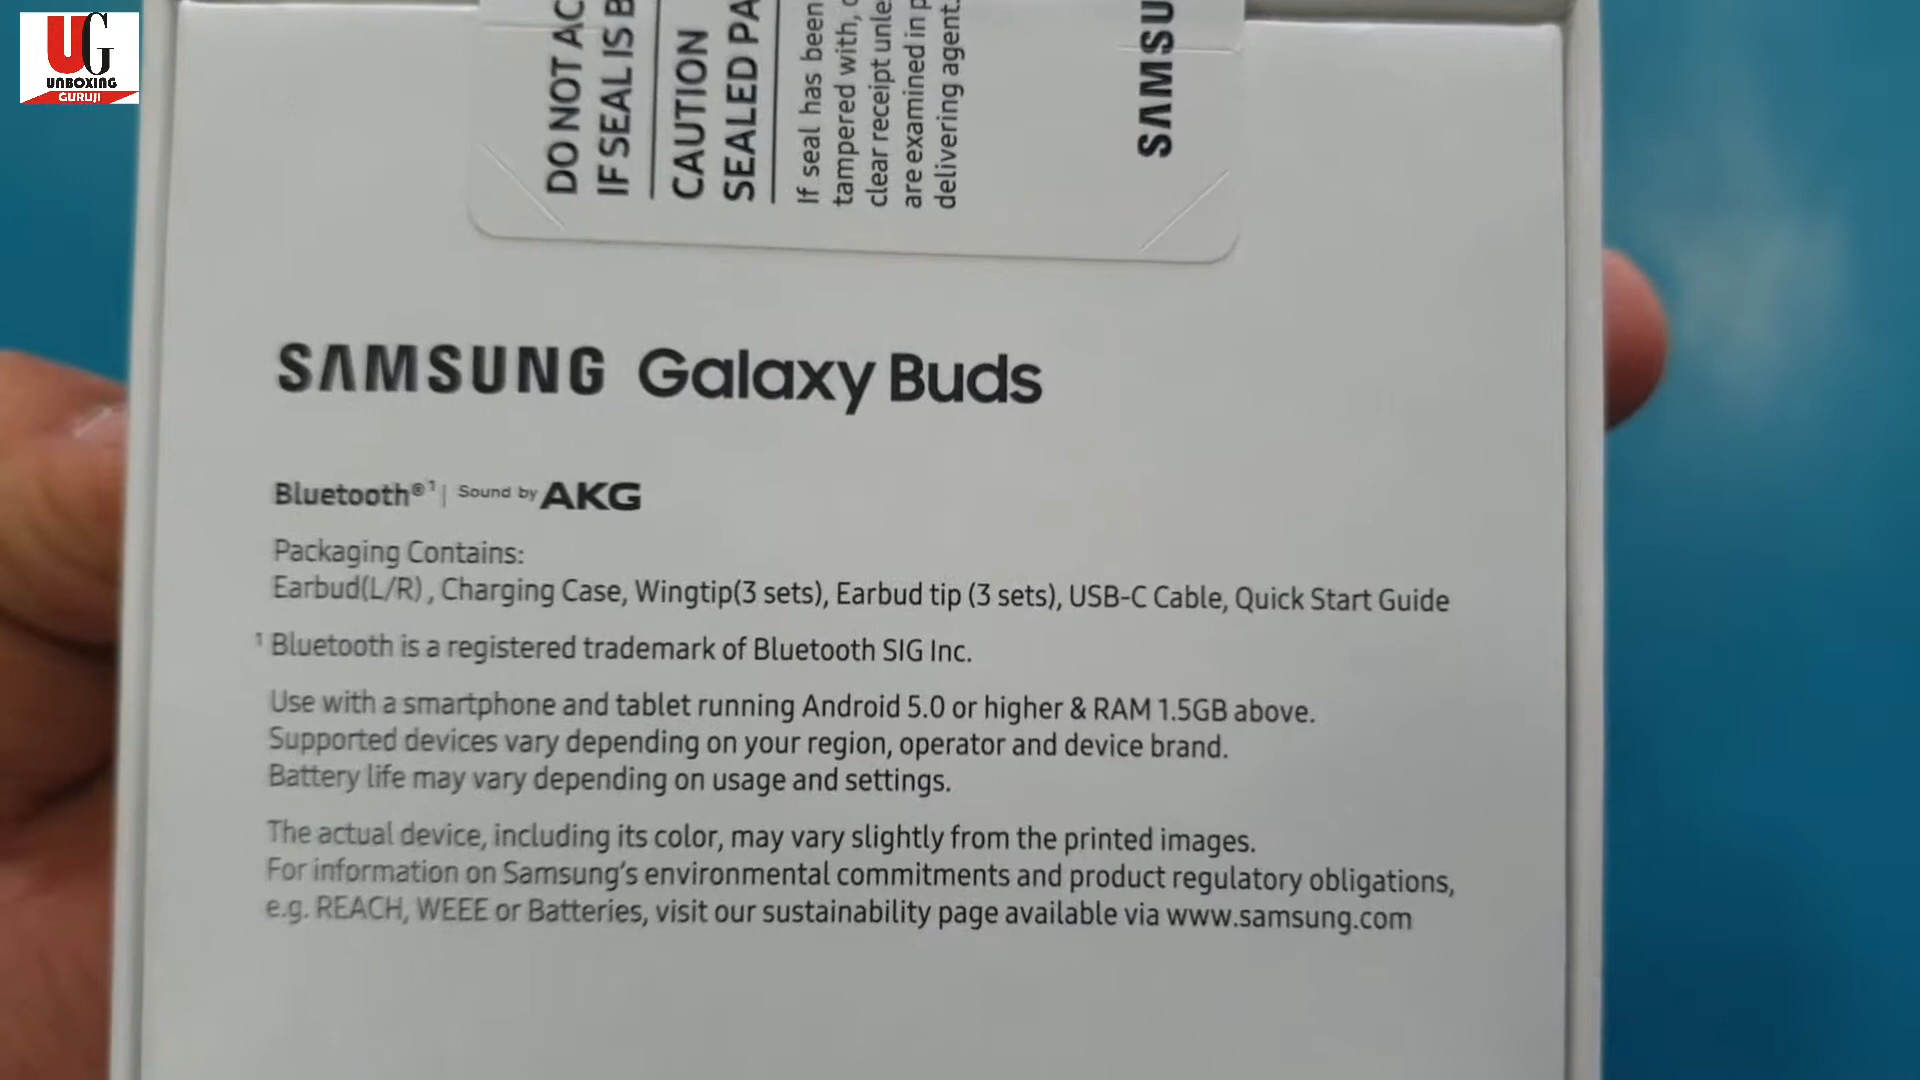 UG
UNBOXING
GURUJI
DO NOT AC
IF SEAL IS B
CAUTION
SEALED PA
If seal has been
tampered with,
clear receipt unle
are examined in p
delivering agent.
SAMSU
SAMSUNG Galaxy Buds
Bluetooth®¹ | Sound by AKG
Packaging Contains:
Earbud(L/R) , Charging Case, Wingtip(3 sets), Earbud tip (3 sets), USB-C Cable, Quick Start Guide
¹ Bluetooth is a registered trademark of Bluetooth SIG Inc.
Use with a smartphone and tablet running Android 5.0 or higher & RAM 1.5GB above.
Supported devices vary depending on your region, operator and device brand.
Battery life may vary depending on usage and settings.
The actual device, including its color, may vary slightly from the printed images.
For information on Samsung's environmental commitments and product regulatory obligations,
e.g. REACH, WEEE or Batteries, visit our sustainability page available via www.samsung.com